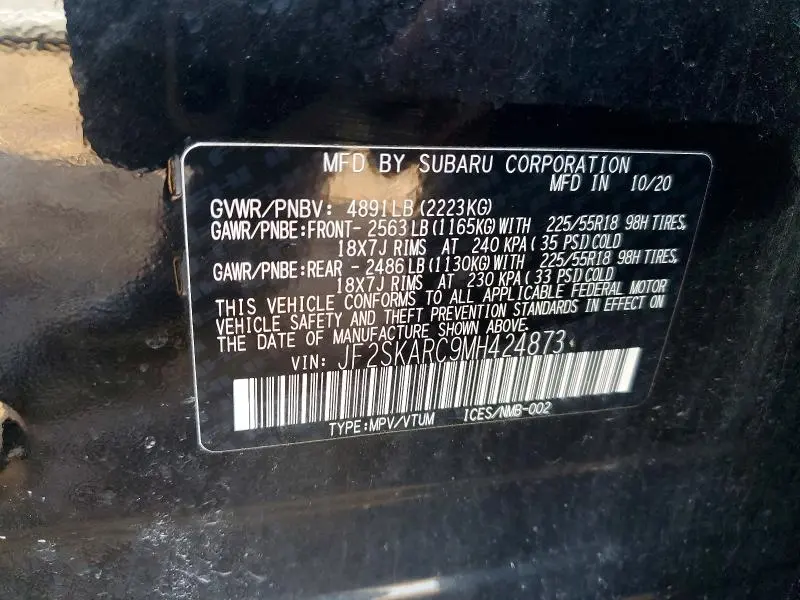 MFD BY SUBARU CORPORATION
MFD IN 10/20
GVWR/PNBV: 4891LB(2223KG)
GAWR/PNBE:FRONT- 2563LB(1165KG)WITH 225/55R18 98H TIRES,
18X7J RIMS AT 240 KPA( 35 PSI)COLD
GAWR/PNBE:REAR - 2486LB(1130KG)WITH 225/55R18 98H TIRES,
18X7J RIMS AT 230 KPA( 33 PSI)COLD
THIS VEHICLE CONFORMS TO ALL APPLICABLE FEDERAL MOTOR
VEHICLE SAFETY AND THEFT PREVENTION STANDARDS IN EFFECT ON
THE DATE OF MANUFACTURE SHOWN ABOVE.
VIN: JF2SKARC9MH424873
TYPE:MPV/VTUM ICES/NMB-002